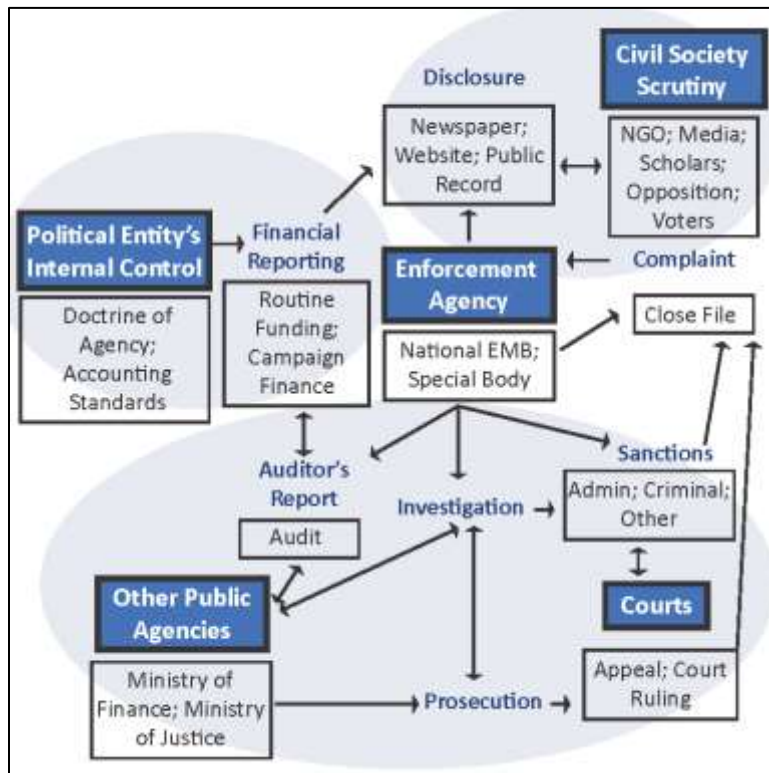 Civil Society
Scrutiny
NGO; Media;
Scholars;
Opposition;
Voters
Disclosure
Newspaper;
Website; Public
Record
Political Entity's
Internal Control
Doctrine of
Agency;
Accounting
Standards
Financial
Reporting
Routine
Funding;
Campaign
Finance
Enforcement
Agency
National EMB;
Special Body
Complaint
Close File
Auditor's
Report
Audit
Investigation
Sanctions
Admin; Criminal;
Other
Other Public
Agencies
Ministry of
Finance; Ministry
of Justice
Prosecution
Courts
Appeal; Court
Ruling